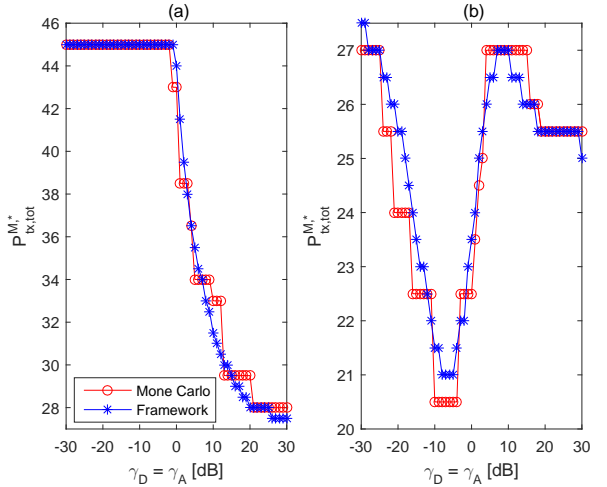 (a)
46
44
42
40
38
36
34
32
30
28
P^{M,*}_{tx,tot}
Mone Carlo
Framework
-30 -20 -10 0 10 20 30
γ_D = γ_A [dB]
(b)
28
27
26
25
24
23
22
21
20
P^{M,*}_{tx,tot}
-30 -20 -10 0 10 20 30
γ_D = γ_A [dB]